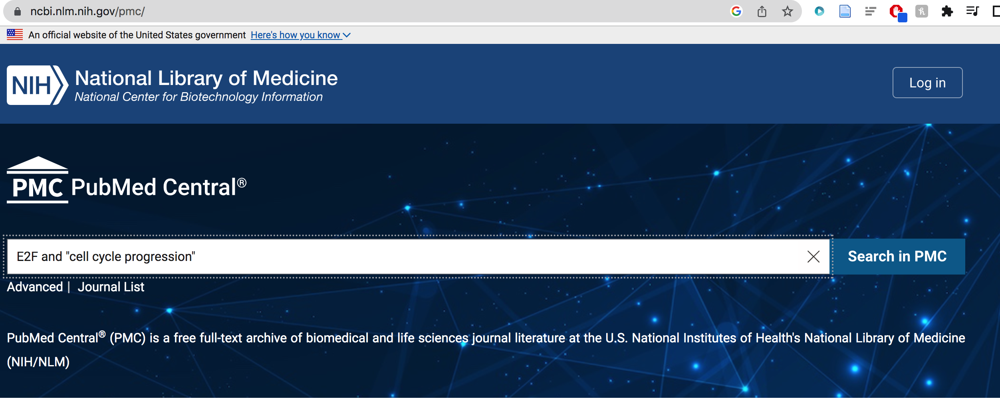 ncbi.nlm.nih.gov/pmc/
An official website of the United States government Here's how you know
NIH National Library of Medicine
National Center for Biotechnology Information
Log in
PMC PubMed Central®
E2F and "cell cycle progression"
Search in PMC
Advanced | Journal List
PubMed Central® (PMC) is a free full-text archive of biomedical and life sciences journal literature at the U.S. National Institutes of Health's National Library of Medicine
(NIH/NLM)